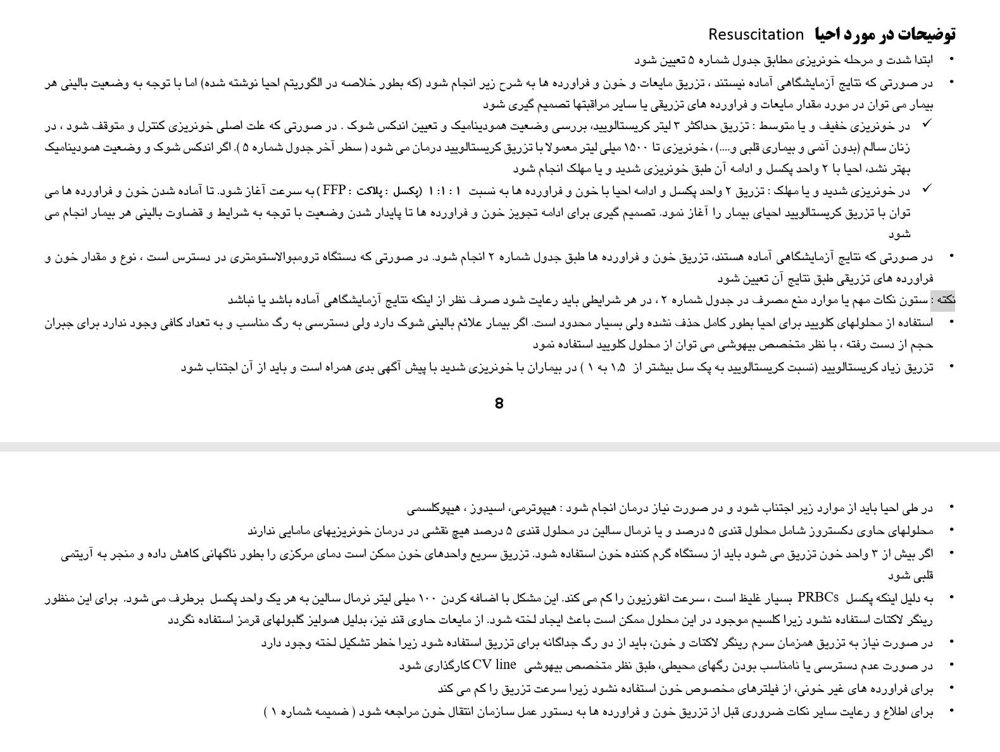 توضیحات در مورد احیا Resuscitation
• ابتدا شدت و مرحله خونریزی مطابق جدول شماره ۵ تعیین شود
• در صورتی که نتایج آزمایشگاهی آماده نیستند ، تزریق مایعات و خون و فراورده ها به شرح زیر انجام شود (که بطور خلاصه در الگوریتم احیا نوشته شده) اما با توجه به وضعیت بالینی هر
بیمار می توان در مورد مقدار مایعات و فراورده های تزریقی یا سایر مراقبتها تصمیم گیری شود
✓ در خونریزی خفیف و یا متوسط : تزریق حداکثر ۳ لیتر کریستالویید، بررسی وضعیت همودینامیک و تعیین اندکس شوک . در صورتی که علت اصلی خونریزی کنترل و متوقف شود ، در
زنان سالم (بدون آنمی و بیماری قلبی و....) ، خونریزی تا ۱۵۰۰ میلی لیتر معمولا با تزریق کریستالویید درمان می شود ( سطر آخر جدول شماره ۵ ). اگر اندکس شوک و وضعیت همودینامیک
بهتر نشد، احیا با ۲ واحد پکسل و ادامه آن طبق خونریزی شدید و یا مهلک انجام شود
✓ در خونریزی شدید و یا مهلک : تزریق ۲ واحد پکسل و ادامه احیا با خون و فراورده ها به نسبت ۱ : ۱:۱ (پکسل : پلاکت : FFP ) به سرعت آغاز شود. تا آماده شدن خون و فراورده ها می
توان با تزریق کریستالویید احیای بیمار را آغاز نمود. تصمیم گیری برای ادامه تجویز خون و فراورده ها تا پایدار شدن وضعیت با توجه به شرایط و قضاوت بالینی هر بیمار انجام می
شود
• در صورتی که نتایج آزمایشگاهی آماده هستند، تزریق خون و فراورده ها طبق جدول شماره ۲ انجام شود. در صورتی که دستگاه ترومبوالاستومتری در دسترس است ، نوع و مقدار خون و
فراورده های تزریقی طبق نتایج آن تعیین شود
نکته : ستون نکات مهم یا موارد منع مصرف در جدول شماره ۲ ، در هر شرایطی باید رعایت شود صرف نظر از اینکه نتایج آزمایشگاهی آماده باشد یا نباشد
• استفاده از محلولهای کلویید برای احیا بطور کامل حذف نشده ولی بسیار محدود است. اگر بیمار علائم بالینی شوک دارد ولی دسترسی به رگ مناسب و به تعداد کافی وجود ندارد برای جبران
حجم از دست رفته ، با نظر متخصص بیهوشی می توان از محلول کلویید استفاده نمود
• تزریق زیاد کریستالویید (نسبت کریستالویید به پک سل بیشتر از ۱,۵ به ۱ ) در بیماران با خونریزی شدید با پیش آگهی بدی همراه است و باید از آن اجتناب شود
8
• در طی احیا باید از موارد زیر اجتناب شود و در صورت نیاز درمان انجام شود : هیپوترمی، اسیدوز ، هیپوکلسمی
• محلولهای حاوی دکستروز شامل محلول قندی ۵ درصد و یا نرمال سالین در محلول قندی ۵ درصد هیچ نقشی در درمان خونریزیهای مامایی ندارند
• اگر بیش از ۳ واحد خون تزریق می شود باید از دستگاه گرم کننده خون استفاده شود. تزریق سریع واحدهای خون ممکن است دمای مرکزی را بطور ناگهانی کاهش داده و منجر به آریتمی
قلبی شود
• به دلیل اینکه پکسل PRBCs بسیار غلیظ است ، سرعت انفوزیون را کم می کند. این مشکل با اضافه کردن ۱۰۰ میلی لیتر نرمال سالین به هر یک واحد پکسل برطرف می شود. برای این منظور
رینگر لاکتات استفاده نشود زیرا کلسیم موجود در این محلول ممکن است باعث ایجاد لخته شود. از مایعات حاوی قند نیز، بدلیل همولیز گلبولهای قرمز استفاده نگردد
• در صورت نیاز به تزریق همزمان سرم رینگر لاکتات و خون، باید از دو رگ جداگانه برای تزریق استفاده شود زیرا خطر تشکیل لخته وجود دارد
• در صورت عدم دسترسی یا نامناسب بودن رگهای محیطی، طبق نظر متخصص بیهوشی CV line کارگذاری شود
• برای فراورده های غیر خونی، از فیلترهای مخصوص خون استفاده نشود زیرا سرعت تزریق را کم می کند
• برای اطلاع و رعایت سایر نکات ضروری قبل از تزریق خون و فراورده ها به دستور عمل سازمان انتقال خون مراجعه شود ( ضمیمه شماره ۱ )